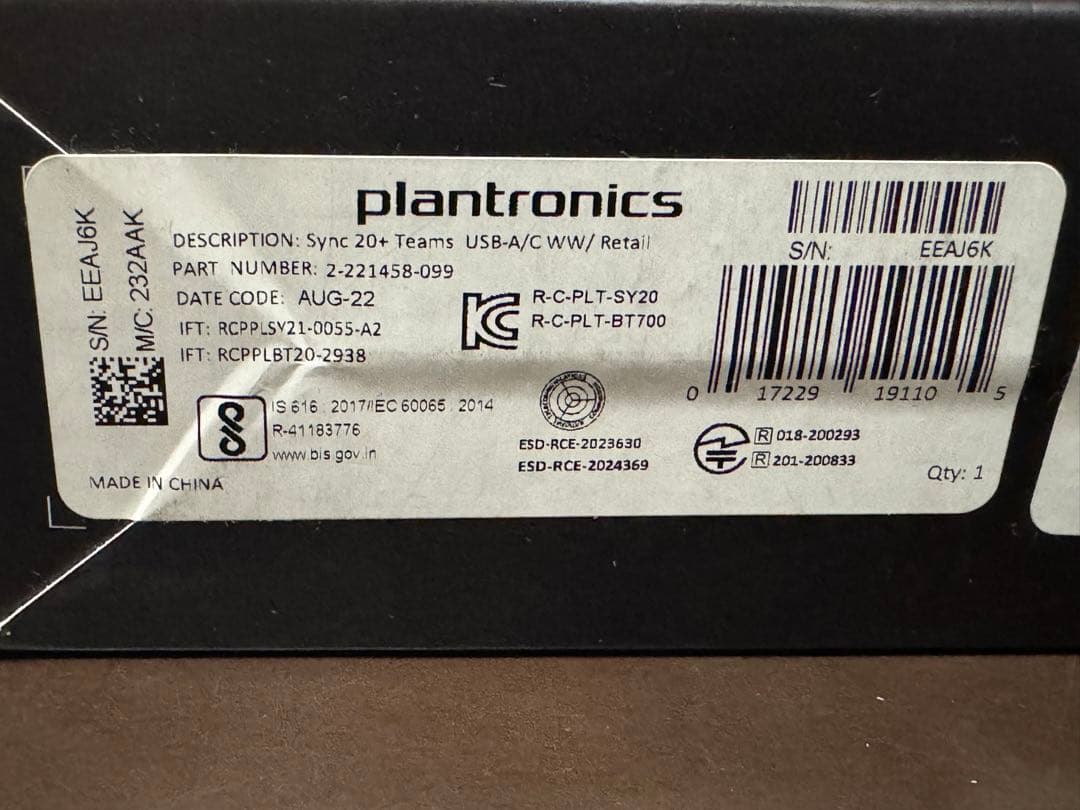 plantronics
DESCRIPTION: Sync 20+ Teams USB-A/C WW/ Retail
PART NUMBER: 2-221458-099
DATE CODE: AUG-22
IFT: RCPPLSY21-0055-A2
IFT: RCPPLBT20-2938
R-C-PLT-SY20
R-C-PLT-BT700
S/N: EEAJ6K
M/C: 232AAK
S/N: EEAJ6K
0 17229 19110 5
IS 616 : 2017/IEC 60065 : 2014
R-41183776
www.bis.gov.in
ESD-RCE-2023630
ESD-RCE-2024369
R 018-200293
R 201-200833
Qty: 1
MADE IN CHINA